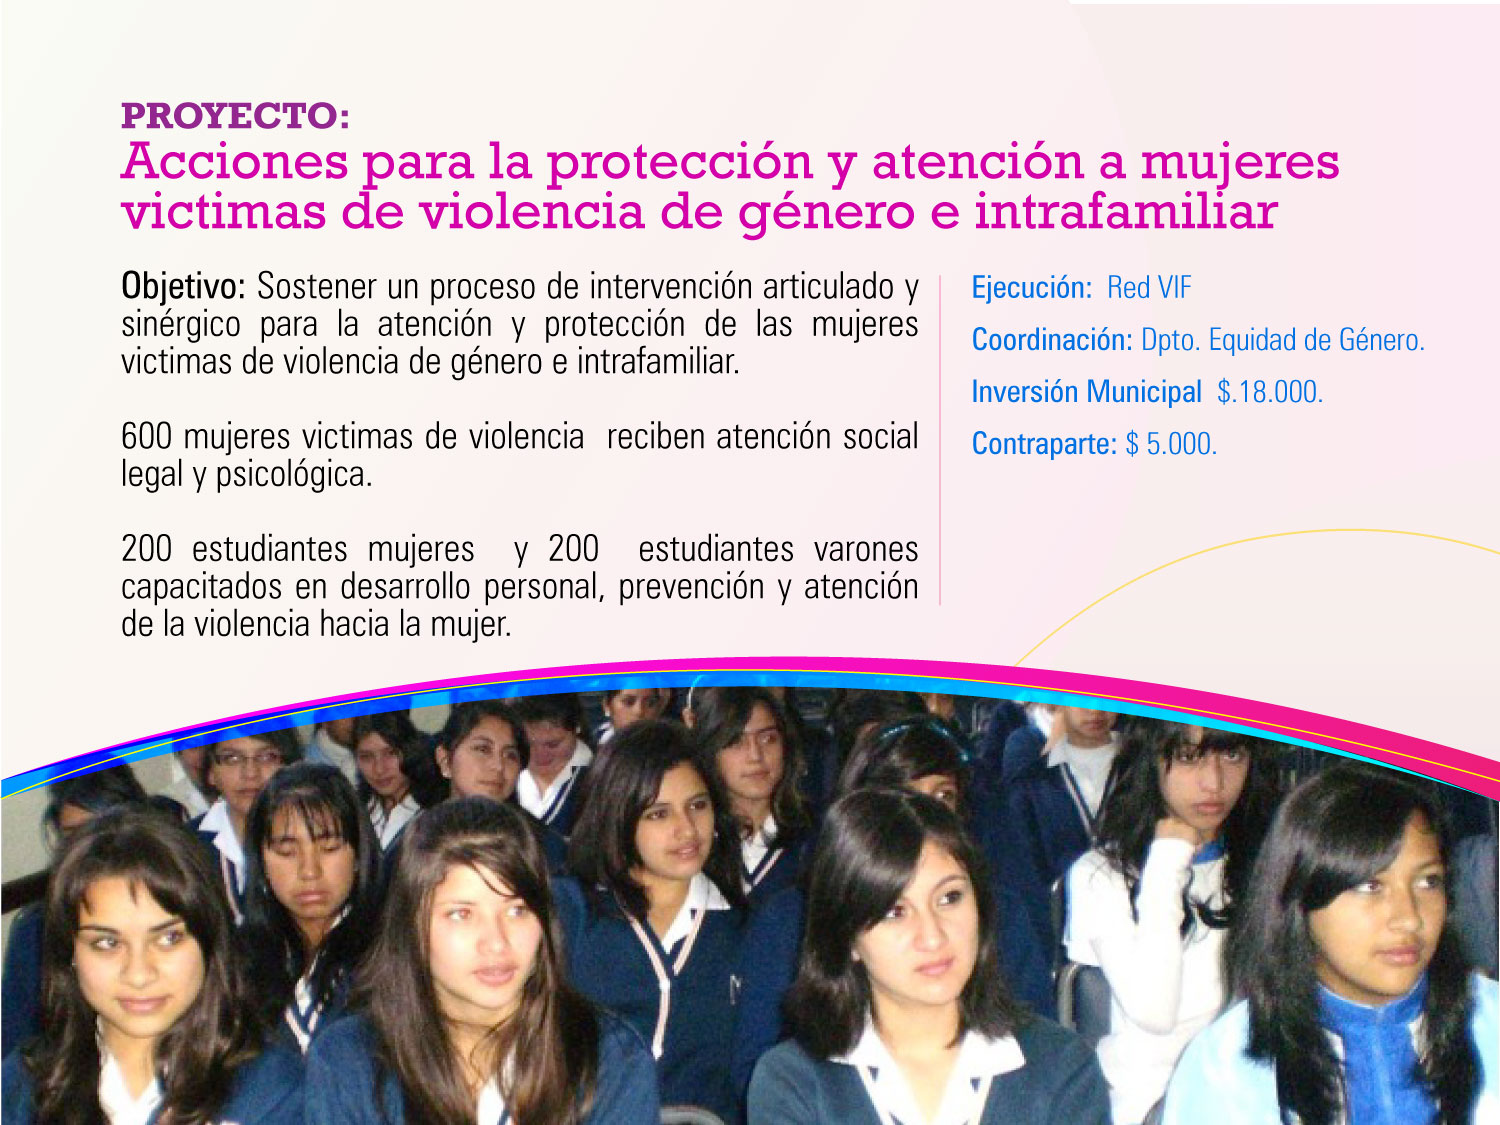 PROYECTO:
Acciones para la protección y atención a mujeres
victimas de violencia de género e intrafamiliar
Objetivo: Sostener un proceso de intervención articulado y
sinérgico para la atención y protección de las mujeres
victimas de violencia de género e intrafamiliar.
600 mujeres victimas de violencia reciben atención social
legal y psicológica.
200 estudiantes mujeres y 200 estudiantes varones
capacitados en desarrollo personal, prevención y atención
de la violencia hacia la mujer.
Ejecución: Red VIF
Coordinación: Dpto. Equidad de Género.
Inversión Municipal $.18.000.
Contraparte: $ 5.000.